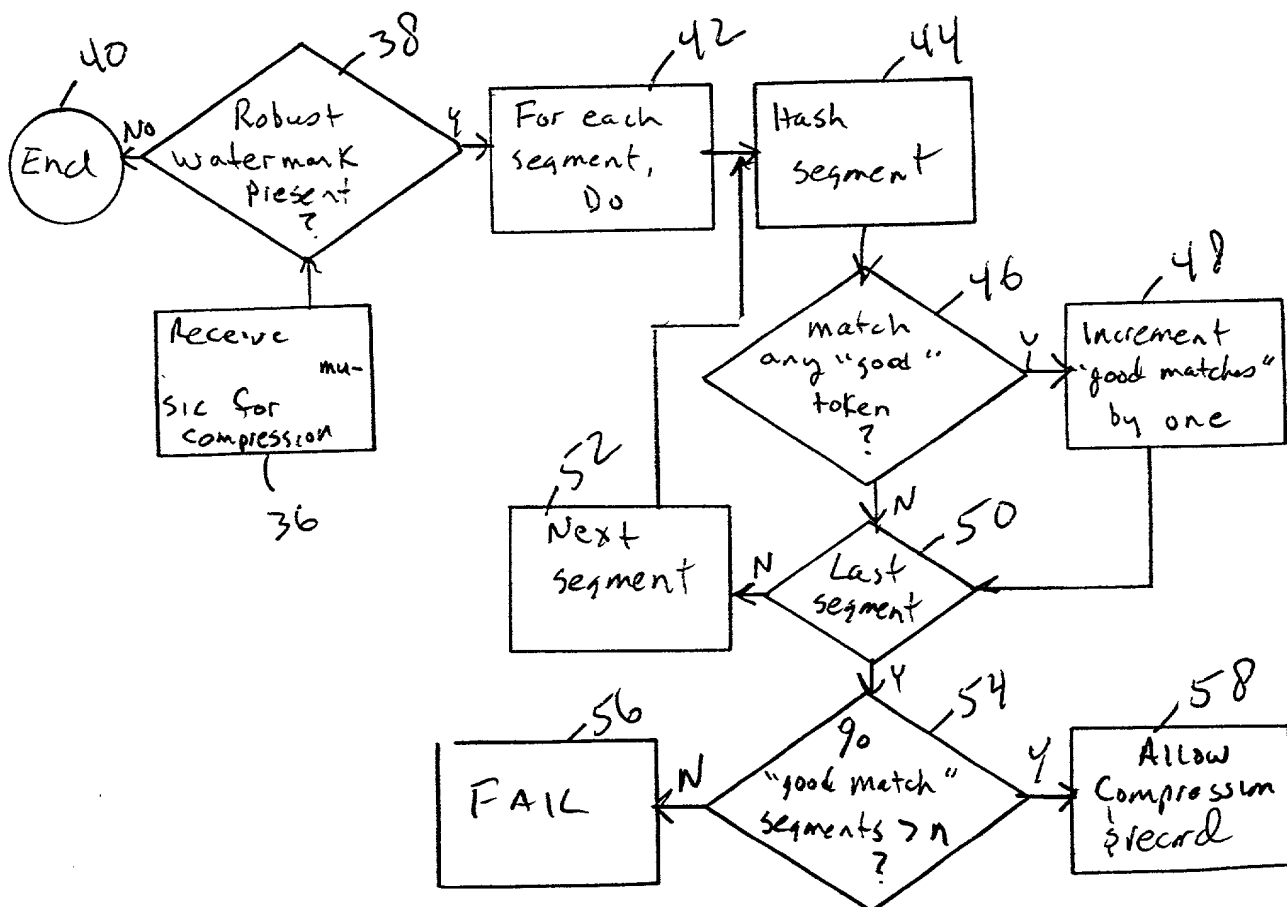 40
End
No
38
Robust
watermark
Present
?
Y
42
For each
segment,
Do
44
Hash
segment
Receive
mu-
sic for
compression
36
46
match
any "good"
token
?
Y
48
Increment
"good matches"
by one
N
52
Next
segment
N
50
Last
segment
Y
56
FAIL
N
54
%
"good match"
segments > n
?
Y
58
Allow
Compression
& record